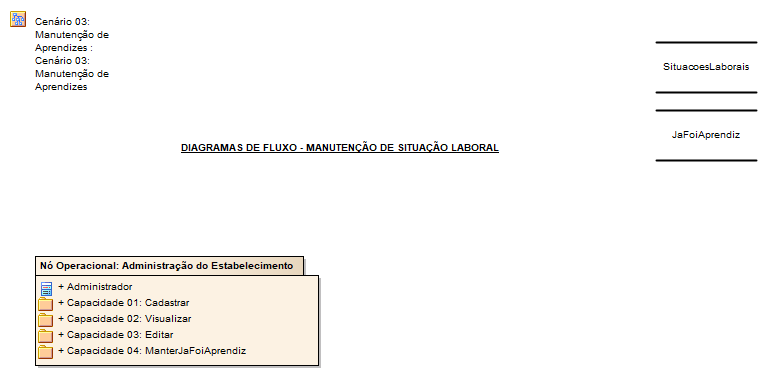 Cenário 03:
Manutenção de
Aprendizes :
Cenário 03:
Manutenção de
Aprendizes
SituacoesLaborais
JaFoiAprendiz
DIAGRAMAS DE FLUXO - MANUTENÇÃO DE SITUAÇÃO LABORAL
Nó Operacional: Administração do Estabelecimento
+ Administrador
+ Capacidade 01: Cadastrar
+ Capacidade 02: Visualizar
+ Capacidade 03: Editar
+ Capacidade 04: ManterJaFoiAprendiz